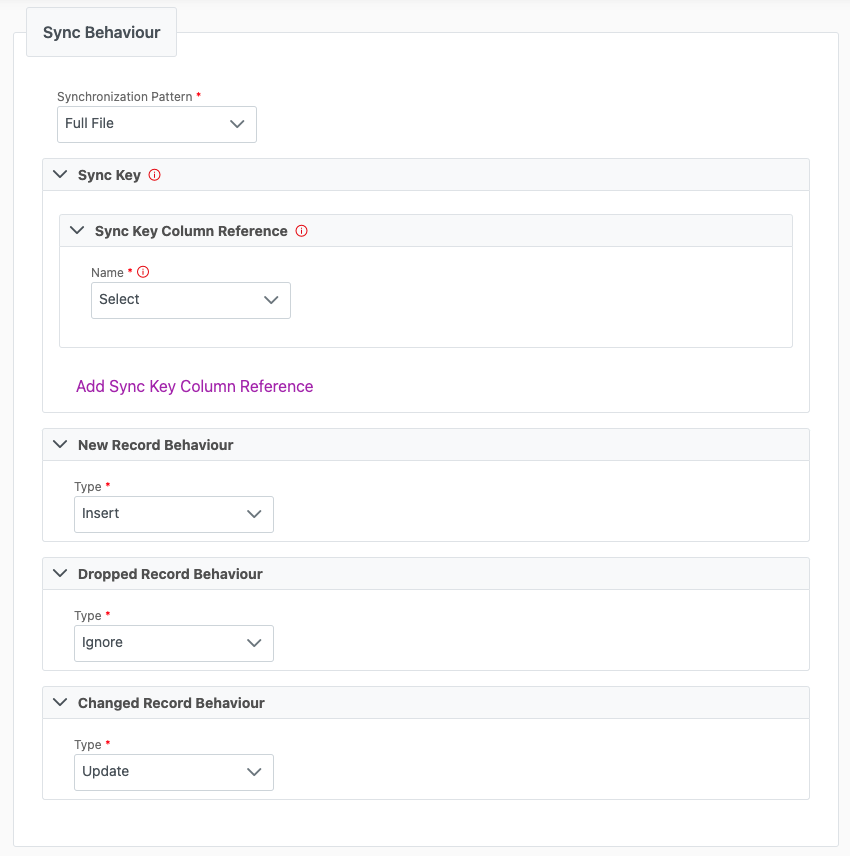 Sync Behaviour
Synchronization Pattern *
Full File
Sync Key
Sync Key Column Reference
Name *
Select
Add Sync Key Column Reference
New Record Behaviour
Type *
Insert
Dropped Record Behaviour
Type *
Ignore
Changed Record Behaviour
Type *
Update